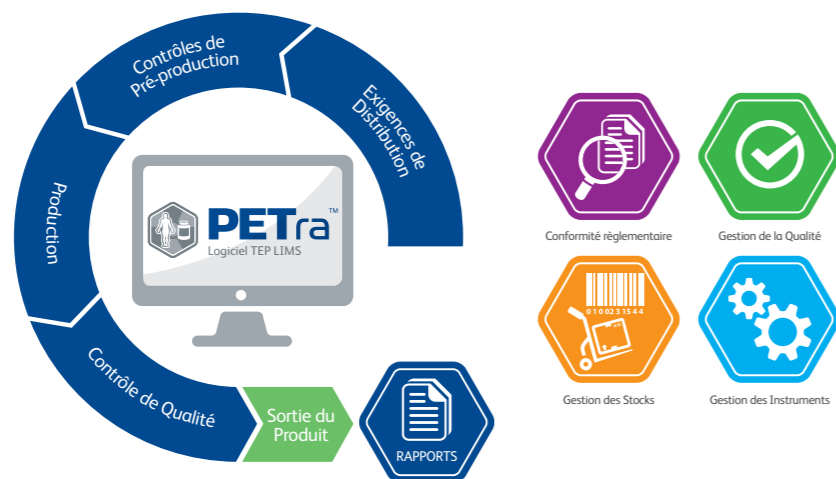 Contrôles de
Pré-production
Exigences de
Distribution
Production
PETra™
Logiciel TEP LIMS
Contrôle de Qualité
Sortie du
Produit
RAPPORTS
Conformité règlementaire
Gestion de la Qualité
0 1 0 0 2 3 1 5 4 4
Gestion des Stocks
Gestion des Instruments